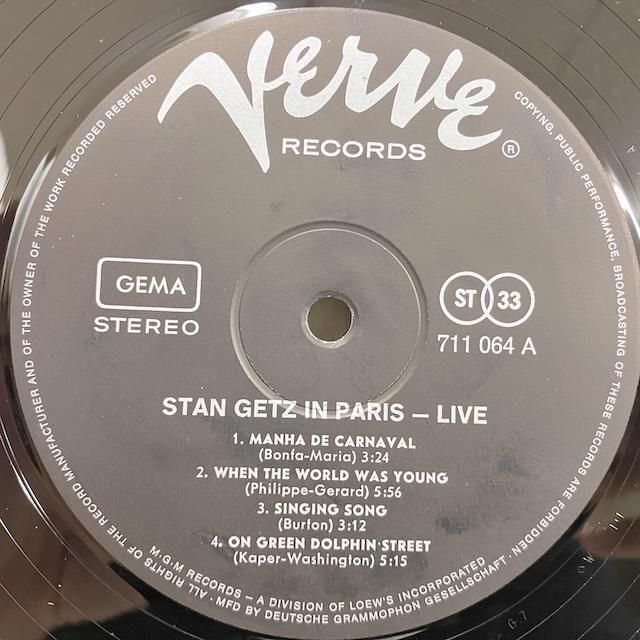 Verve
RECORDS ®
GEMA
STEREO
ST 33
711 064 A
STAN GETZ IN PARIS – LIVE
1. MANHA DE CARNAVAL
(Bonfa-Maria) 3:24
2. WHEN THE WORLD WAS YOUNG
(Philippe-Gerard) 5:56
3. SINGING SONG
(Burton) 3:12
4. ON GREEN DOLPHIN STREET
(Kaper-Washington) 5:15
M·G·M RECORDS – A DIVISION OF LOEW'S INCORPORATED
ALL RIGHTS OF THE RECORD MANUFACTURER AND OF THE OWNER OF THE WORK RECORDED RESERVED
COPYING, PUBLIC PERFORMANCE, BROADCASTING OF THESE RECORDS ARE FORBIDDEN · MFD BY DEUTSCHE GRAMMOPHON GESELLSCHAFT ·